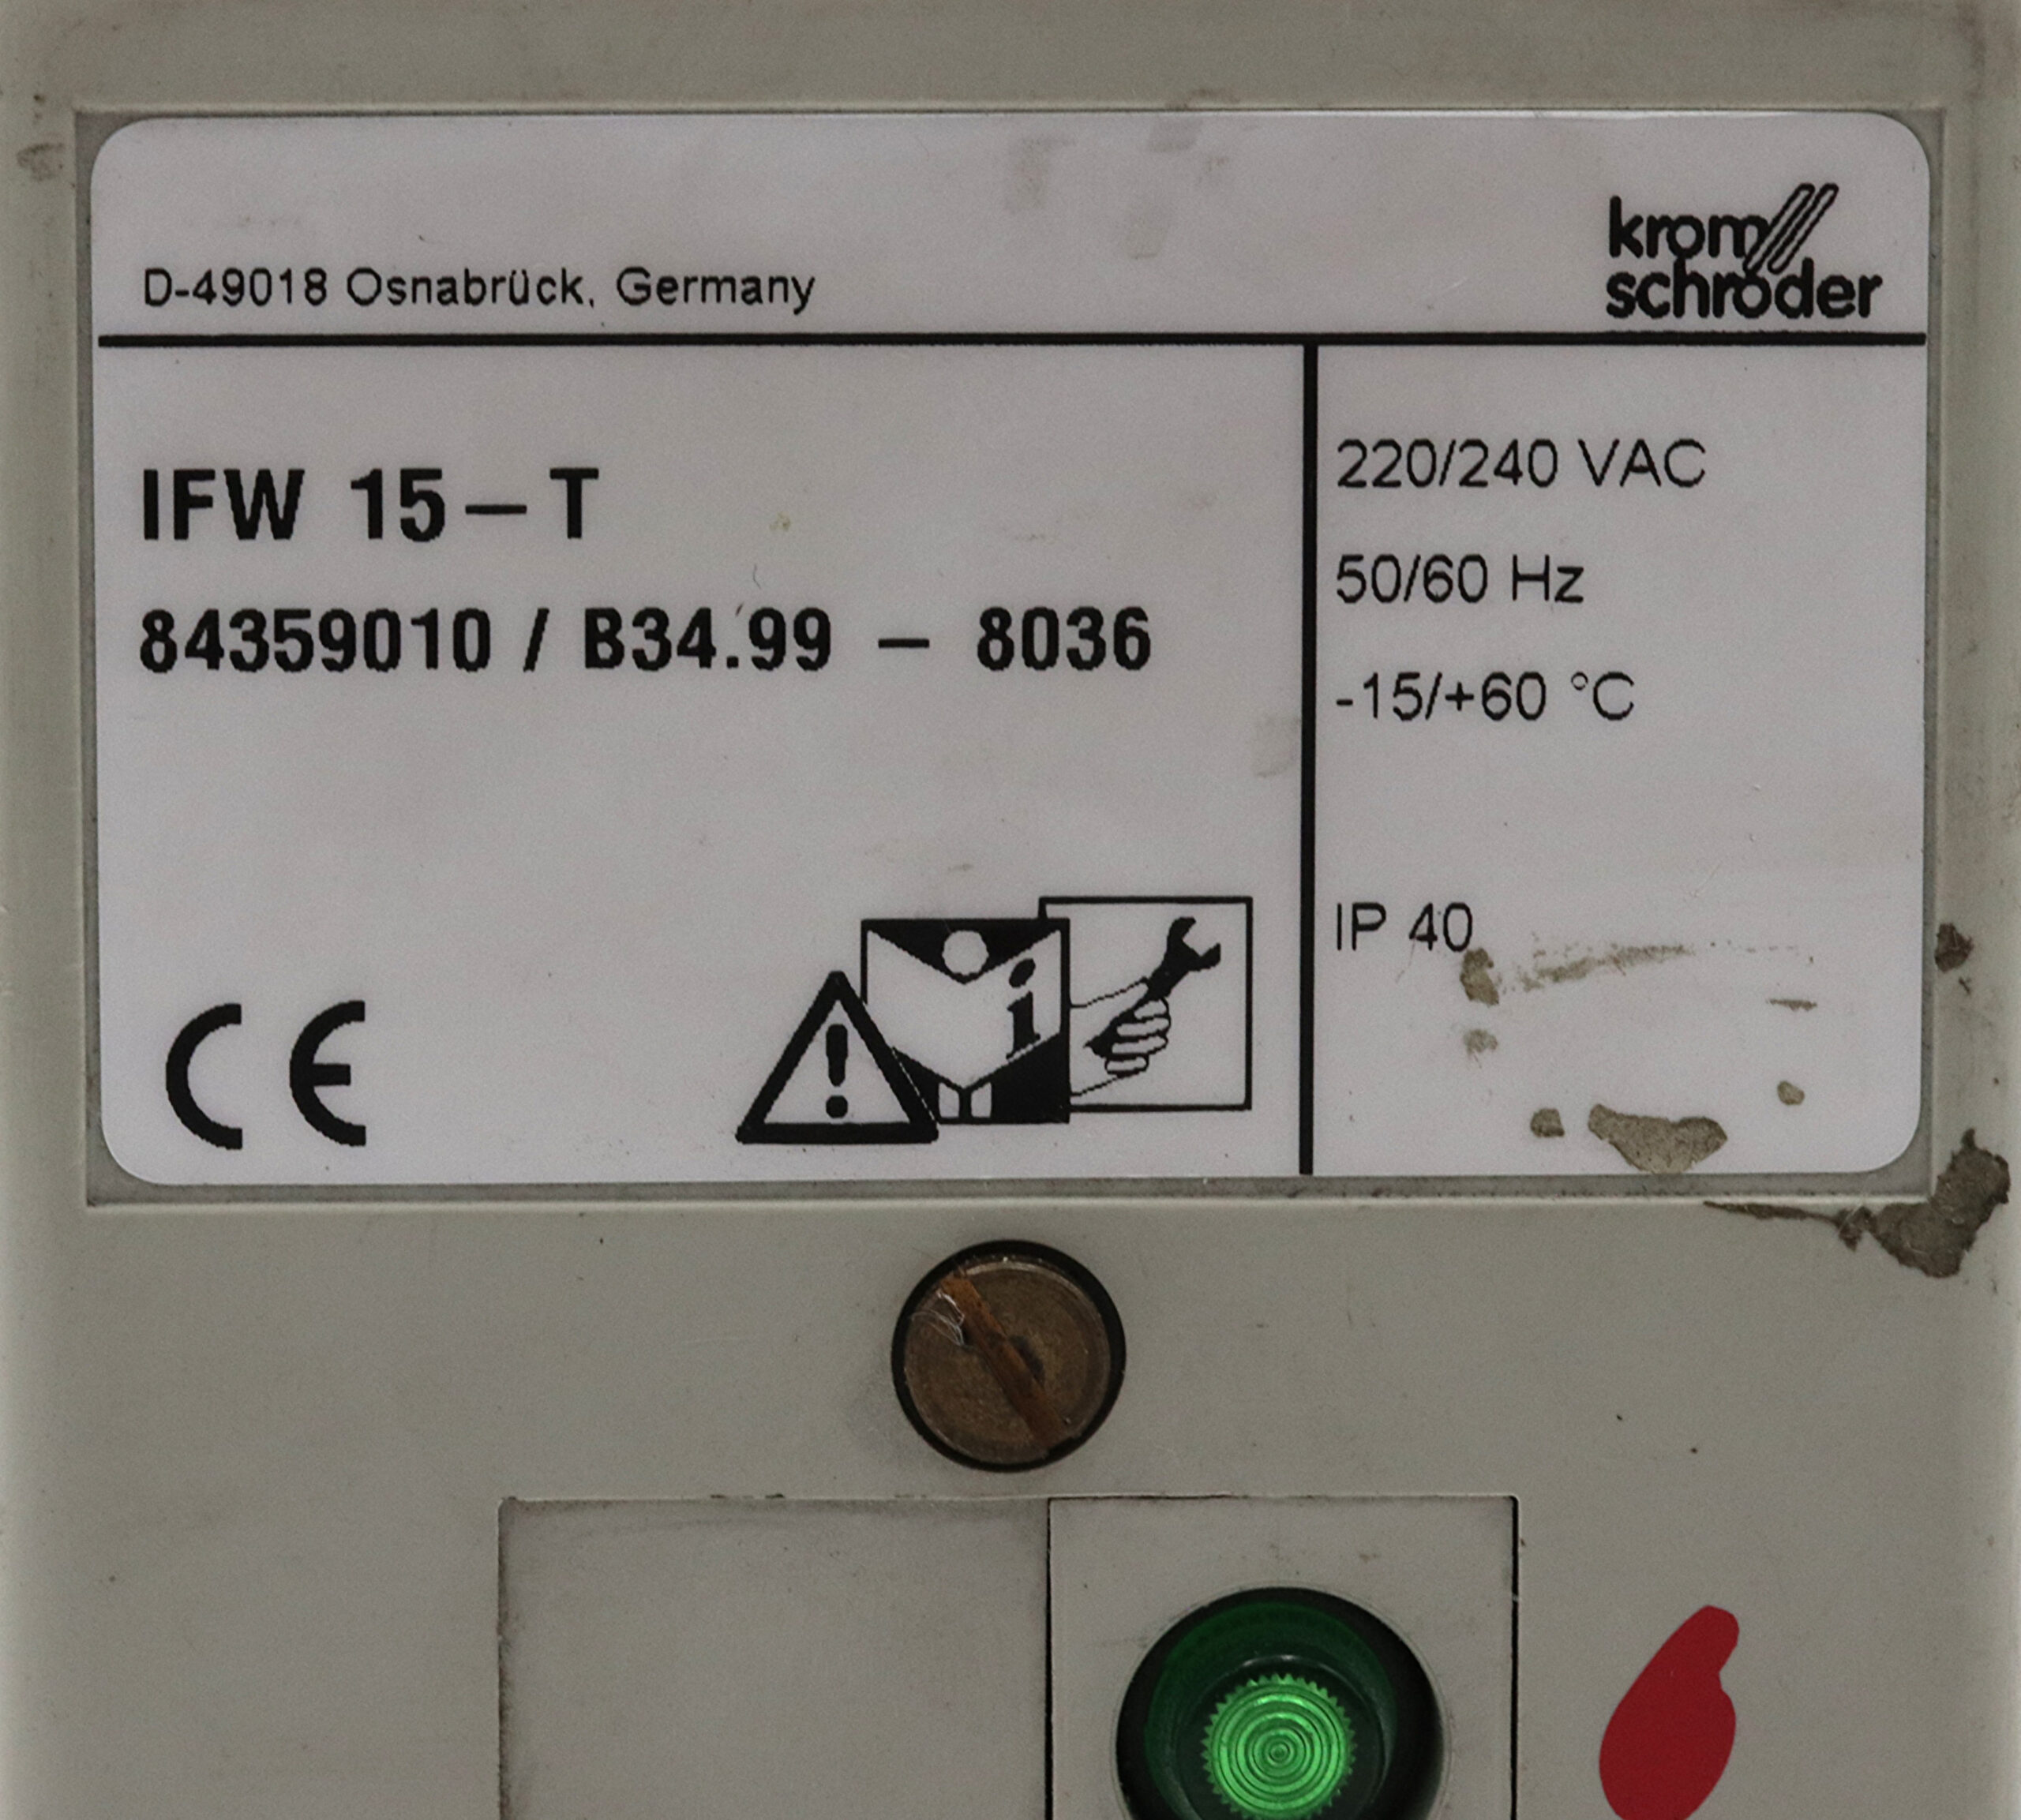 krom
schröder
D-49018 Osnabrück, Germany
IFW 15-T
84359010 / B34.99 - 8036
220/240 VAC
50/60 Hz
-15/+60 °C
IP 40
CE
!
i